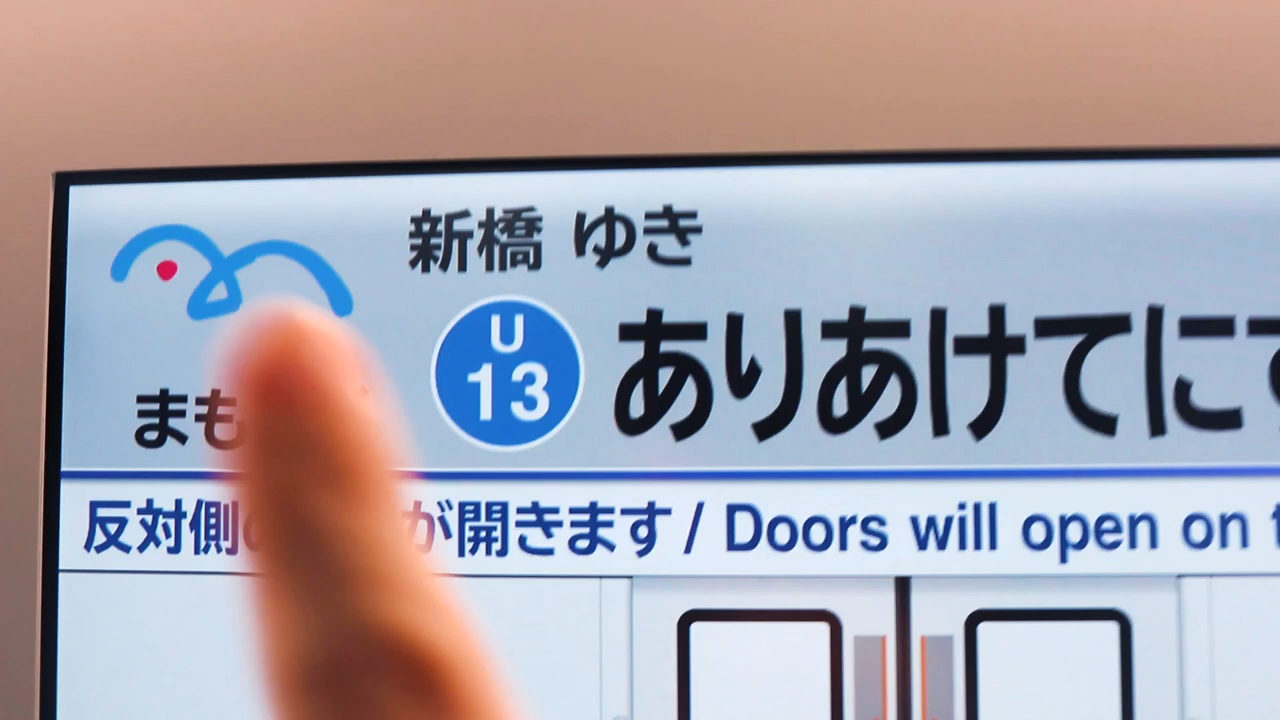 新橋 ゆき
U
13
ありあけてに
まも
反対側 が開きます / Doors will open on